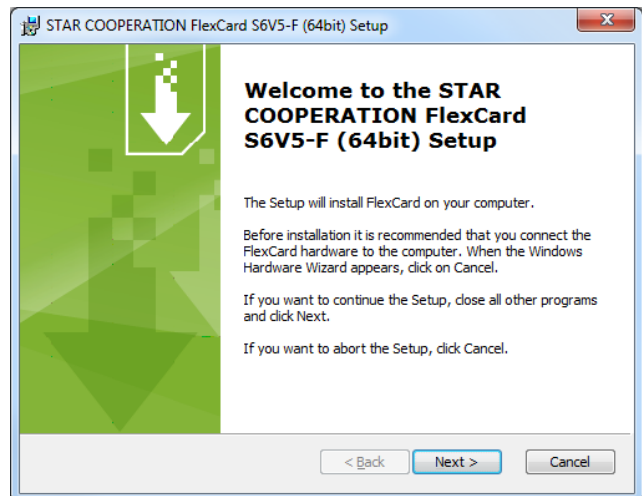 STAR COOPERATION FlexCard S6V5-F (64bit) Setup
Welcome to the STAR
COOPERATION FlexCard
S6V5-F (64bit) Setup
The Setup will install FlexCard on your computer.
Before installation it is recommended that you connect the
FlexCard hardware to the computer. When the Windows
Hardware Wizard appears, click on Cancel.
If you want to continue the Setup, close all other programs
and click Next.
If you want to abort the Setup, click Cancel.
< Back
Next >
Cancel